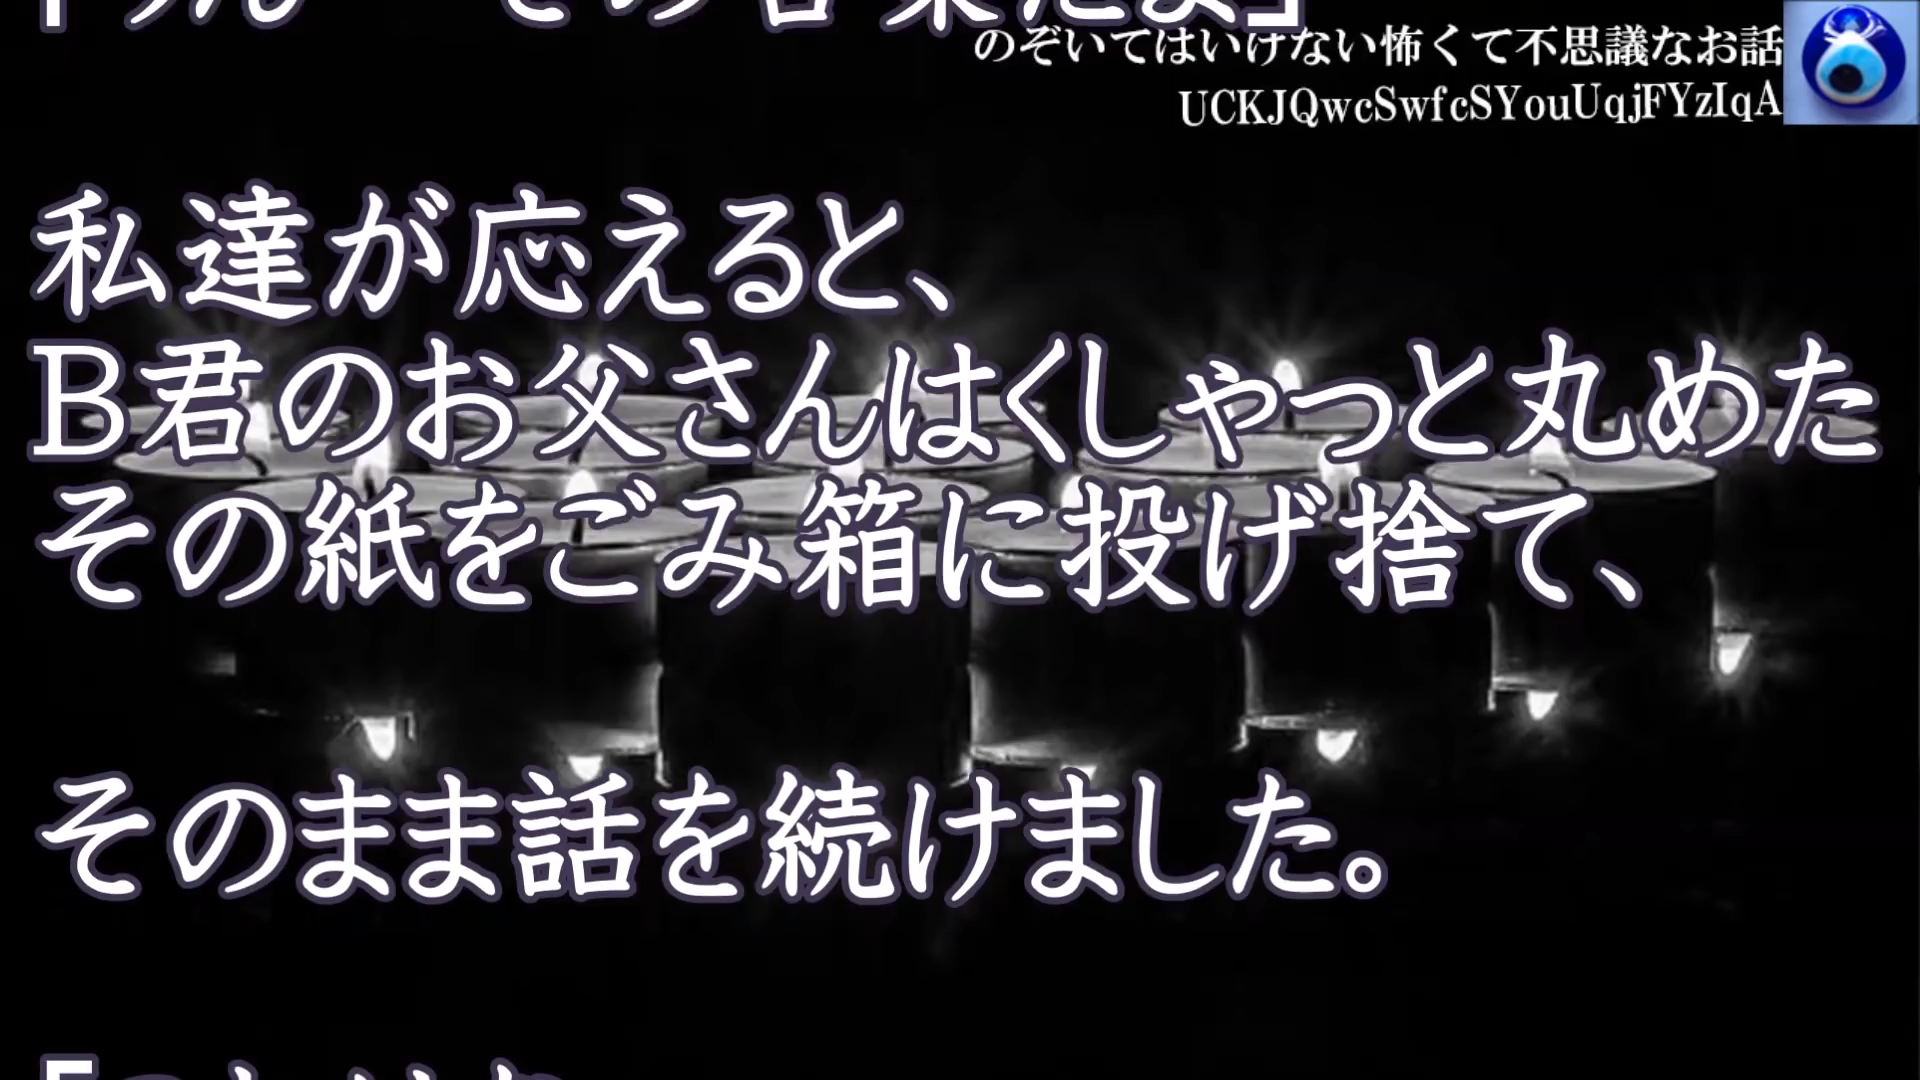 のぞいてはいけない怖くて不思議なお話
UCKJQwcSwfcSYouUqjFYzIqA
私達が応えると、
B君のお父さんはくしゃっと丸めた
その紙をごみ箱に投げ捨て、
そのまま話を続けました。